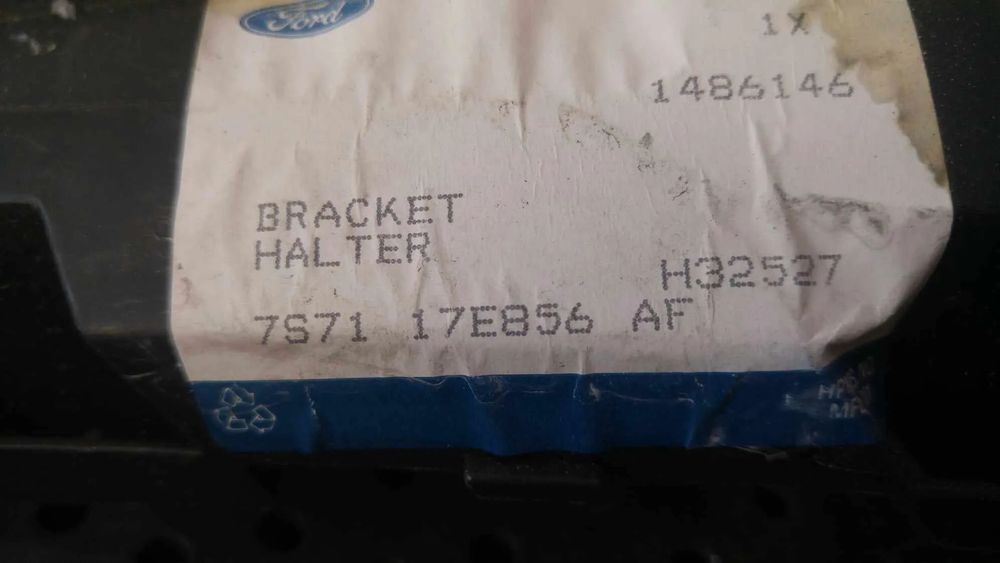 Ford
1X
1486146
BRACKET
HALTER
H32527
7S71 17E856 AF